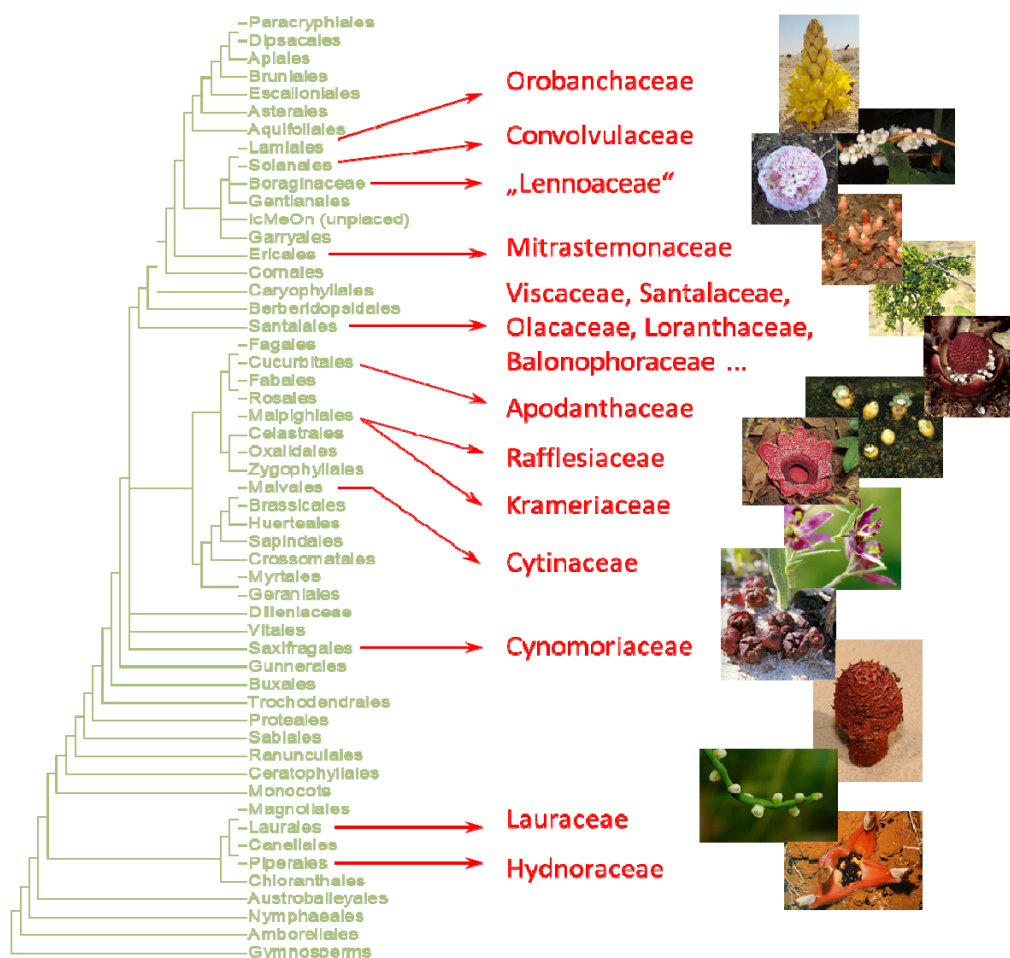 Paracryphiales
Dipsacales
Apiales
Bruniales
Escalloniales
Asterales
Aquifoliales
Lamiales
Solanales
Boraginaceae
Gentianales
IcMeOn (unplaced)
Garryales
Ericales
Cornales
Caryophyllales
Berberidopsidales
Santalales
Fagales
Cucurbitales
Fabales
Rosales
Malpighiales
Celastrales
Oxalidales
Zygophyllales
Malvales
Brassicales
Huerteales
Sapindales
Crossomatales
Myrtales
Geraniales
Dilleniaceae
Vitales
Saxifragales
Gunnerales
Buxales
Trochodendrales
Proteales
Sabiales
Ranunculales
Ceratophyllales
Monocots
Magnoliales
Laurales
Canellales
Piperales
Chloranthales
Austrobaileyales
Nymphaeales
Amborellales
Gymnosperms
Orobanchaceae
Convolvulaceae
„Lennoaceae“
Mitrastemonaceae
Viscaceae, Santalaceae,
Olacaceae, Loranthaceae,
Balonophoraceae ...
Apodanthaceae
Rafflesiaceae
Krameriaceae
Cytinaceae
Cynomoriaceae
Lauraceae
Hydnoraceae